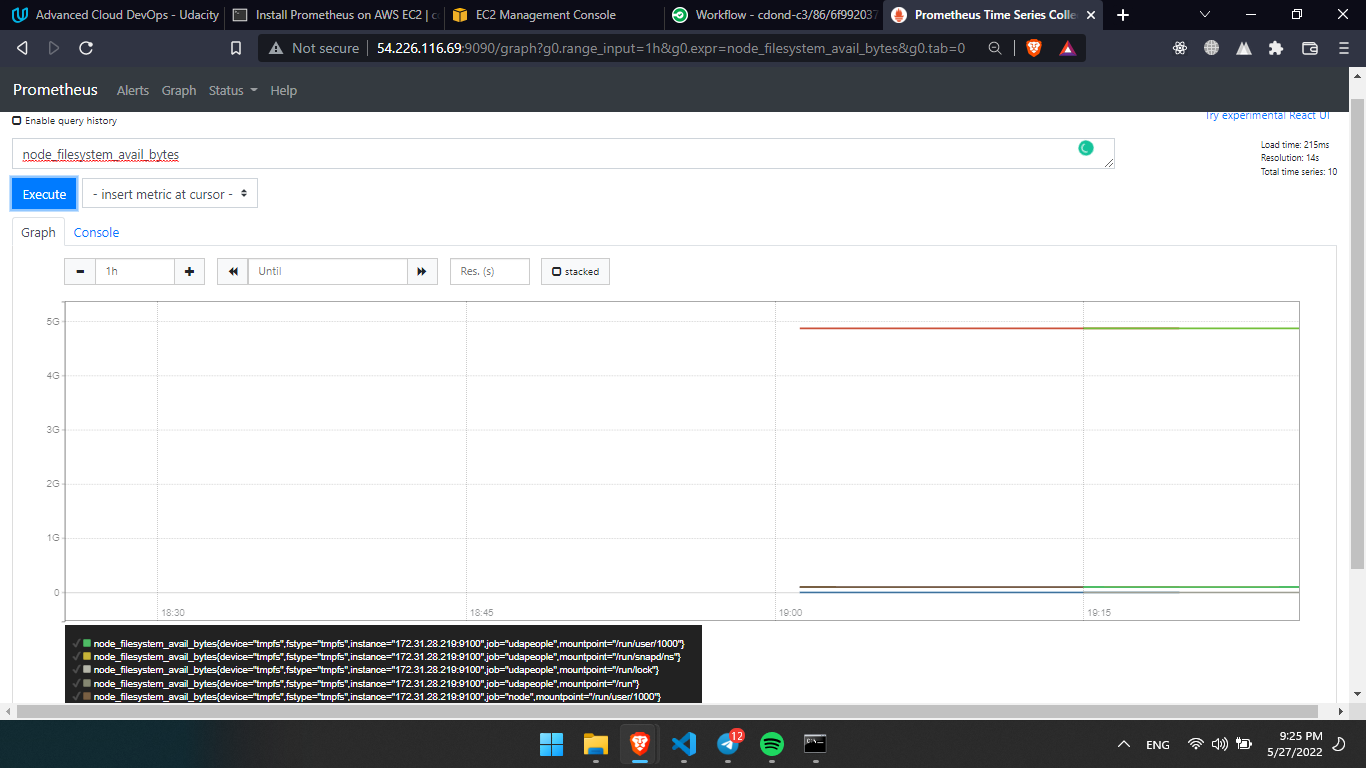 Advanced Cloud DevOps - Udacity
Install Prometheus on AWS EC2 | c
EC2 Management Console
Workflow - cdond-c3/86/6f992037
Prometheus Time Series Colle
Not secure
54.226.116.69:9090/graph?g0.range_input=1h&g0.expr=node_filesystem_avail_bytes&g0.tab=0
Prometheus
Alerts
Graph
Status
Help
Enable query history
Try experimental React UI
node_filesystem_avail_bytes
Load time: 215ms
Resolution: 14s
Total time series: 10
Execute
- insert metric at cursor -
Graph
Console
1h
Until
Res. (s)
stacked
5G
4G
3G
2G
1G
0
18:30
18:45
19:00
19:15
node_filesystem_avail_bytes{device="tmpfs",fstype="tmpfs",instance="172.31.28.219:9100",job="udapeople",mountpoint="/run/user/1000"}
node_filesystem_avail_bytes{device="tmpfs",fstype="tmpfs",instance="172.31.28.219:9100",job="udapeople",mountpoint="/run/snapd/ns"}
node_filesystem_avail_bytes{device="tmpfs",fstype="tmpfs",instance="172.31.28.219:9100",job="udapeople",mountpoint="/run/lock"}
node_filesystem_avail_bytes{device="tmpfs",fstype="tmpfs",instance="172.31.28.219:9100",job="udapeople",mountpoint="/run"}
node_filesystem_avail_bytes{device="tmpfs",fstype="tmpfs",instance="172.31.28.219:9100",job="node",mountpoint="/run/user/1000"}
12
ENG
9:25 PM
5/27/2022